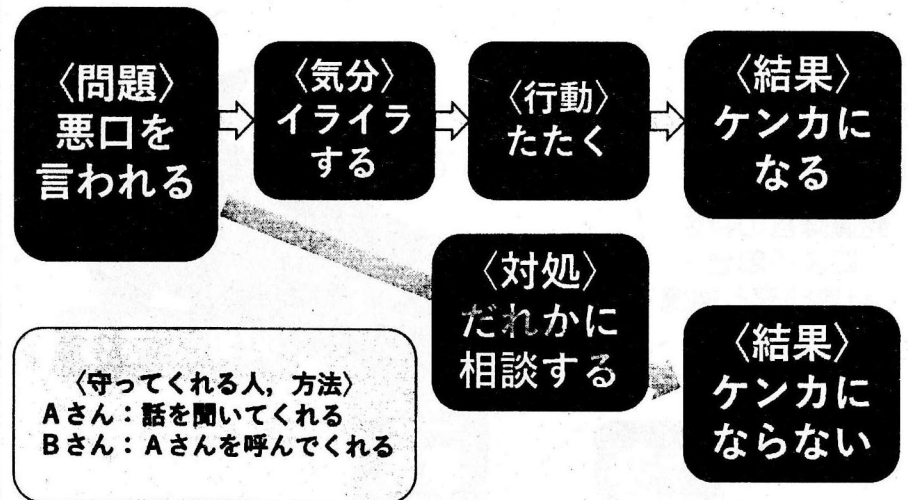 〈問題〉
悪口を
言われる
〈気分〉
イライラ
する
〈行動〉
たたく
〈結果〉
ケンカに
なる
〈対処〉
だれかに
相談する
〈結果〉
ケンカに
ならない
〈守ってくれる人，方法〉
Aさん：話を聞いてくれる
Bさん：Aさんを呼んでくれる